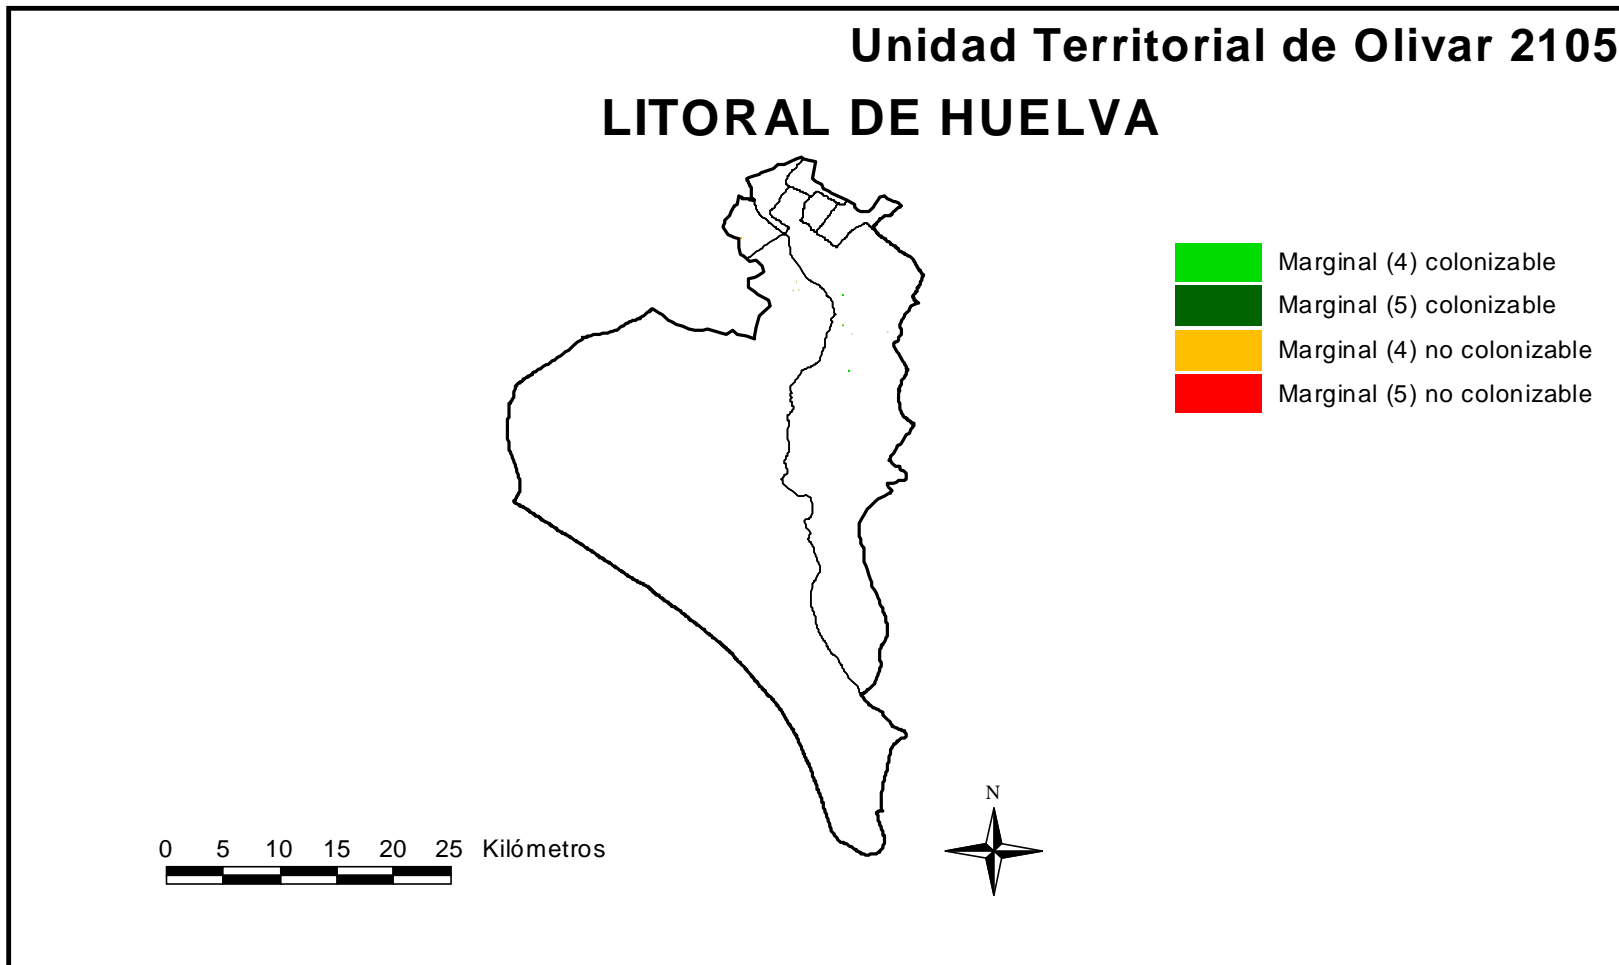 Unidad Territorial de Olivar 2105
LITORAL DE HUELVA
Marginal (4) colonizable
Marginal (5) colonizable
Marginal (4) no colonizable
Marginal (5) no colonizable
N
0 5 10 15 20 25 Kilómetros